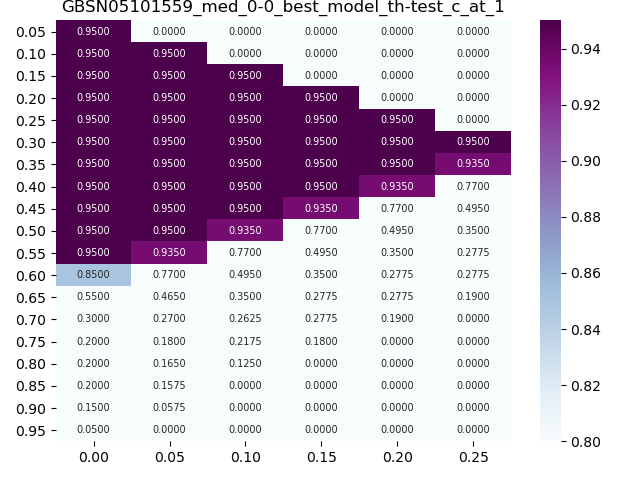 GBSN05101559_med_0-0_best_model_th-test_c_at_1
0.05 0.9500 0.0000 0.0000 0.0000 0.0000 0.0000
0.10 0.9500 0.9500 0.0000 0.0000 0.0000 0.0000
0.15 0.9500 0.9500 0.9500 0.0000 0.0000 0.0000
0.20 0.9500 0.9500 0.9500 0.9500 0.0000 0.0000
0.25 0.9500 0.9500 0.9500 0.9500 0.9500 0.0000
0.30 0.9500 0.9500 0.9500 0.9500 0.9500 0.9500
0.35 0.9500 0.9500 0.9500 0.9500 0.9500 0.9350
0.40 0.9500 0.9500 0.9500 0.9500 0.9350 0.7700
0.45 0.9500 0.9500 0.9500 0.9350 0.7700 0.4950
0.50 0.9500 0.9500 0.9350 0.7700 0.4950 0.3500
0.55 0.9500 0.9350 0.7700 0.4950 0.3500 0.2775
0.60 0.8500 0.7700 0.4950 0.3500 0.2775 0.2775
0.65 0.5500 0.4650 0.3500 0.2775 0.2775 0.1900
0.70 0.3000 0.2700 0.2625 0.2775 0.1900 0.0000
0.75 0.2000 0.1800 0.2175 0.1800 0.0000 0.0000
0.80 0.2000 0.1650 0.1250 0.0000 0.0000 0.0000
0.85 0.2000 0.1575 0.0000 0.0000 0.0000 0.0000
0.90 0.1500 0.0575 0.0000 0.0000 0.0000 0.0000
0.95 0.0500 0.0000 0.0000 0.0000 0.0000 0.0000
0.00 0.05 0.10 0.15 0.20 0.25
0.94
0.92
0.90
0.88
0.86
0.84
0.82
0.80